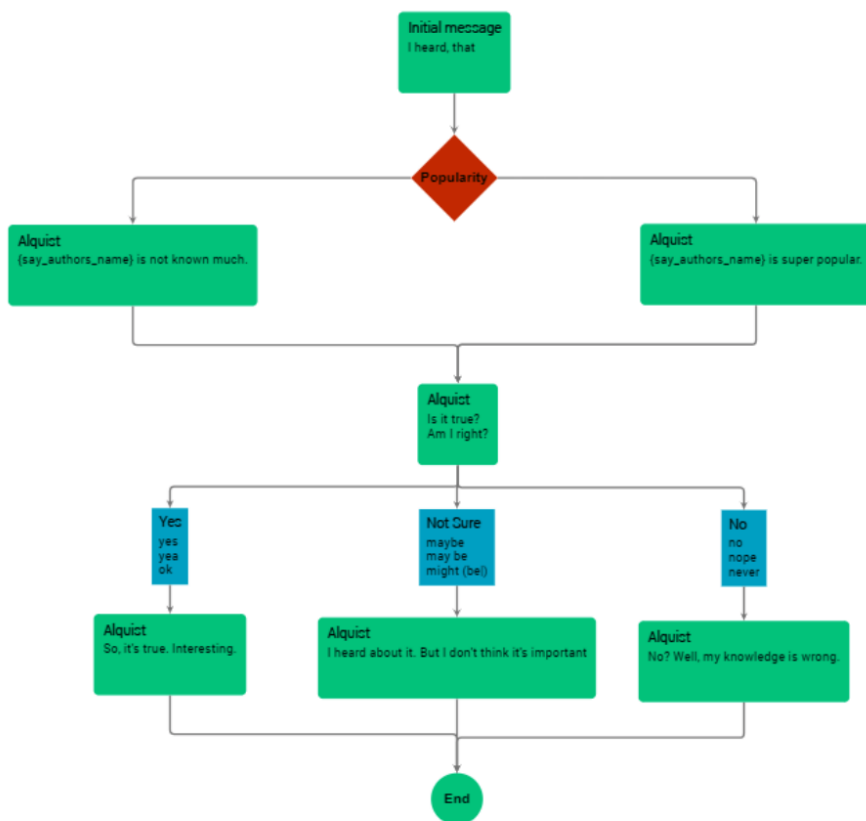 Initial message
I heard, that
Popularity
Alquist
{say_authors_name} is not known much.
Alquist
{say_authors_name} is super popular.
Alquist
Is it true?
Am I right?
Yes
yes
yea
ok
Not Sure
maybe
may be
might (be|)
No
no
nope
never
Alquist
So, it's true. Interesting.
Alquist
I heard about it. But I don't think it's important
Alquist
No? Well, my knowledge is wrong.
End